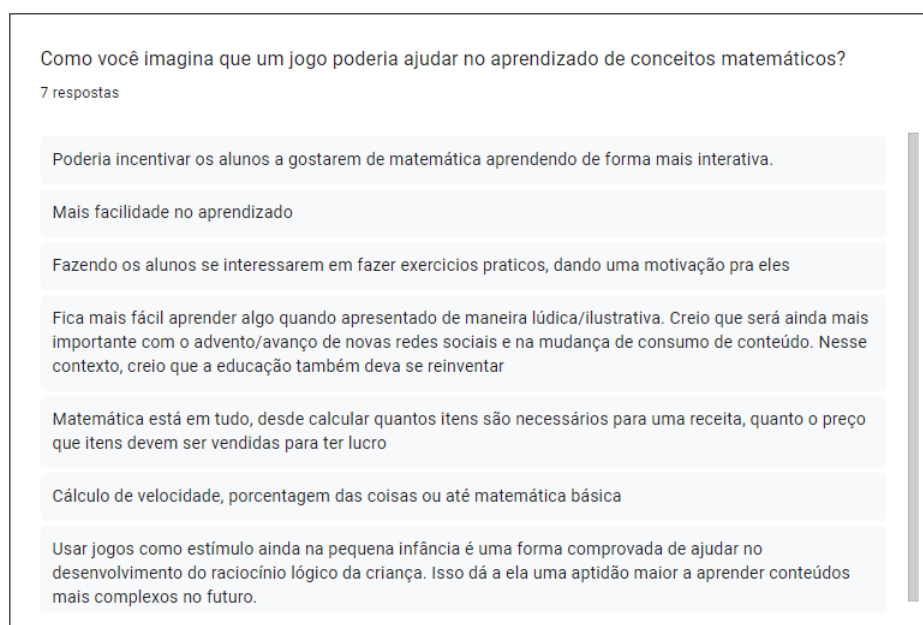 Como você imagina que um jogo poderia ajudar no aprendizado de conceitos matemáticos?
7 respostas
Poderia incentivar os alunos a gostarem de matemática aprendendo de forma mais interativa.
Mais facilidade no aprendizado
Fazendo os alunos se interessarem em fazer exercicios praticos, dando uma motivação pra eles
Fica mais fácil aprender algo quando apresentado de maneira lúdica/ilustrativa. Creio que será ainda mais
importante com o advento/avanço de novas redes sociais e na mudança de consumo de conteúdo. Nesse
contexto, creio que a educação também deva se reinventar
Matemática está em tudo, desde calcular quantos itens são necessários para uma receita, quanto o preço
que itens devem ser vendidas para ter lucro
Cálculo de velocidade, porcentagem das coisas ou até matemática básica
Usar jogos como estímulo ainda na pequena infância é uma forma comprovada de ajudar no
desenvolvimento do raciocínio lógico da criança. Isso dá a ela uma aptidão maior a aprender conteúdos
mais complexos no futuro.